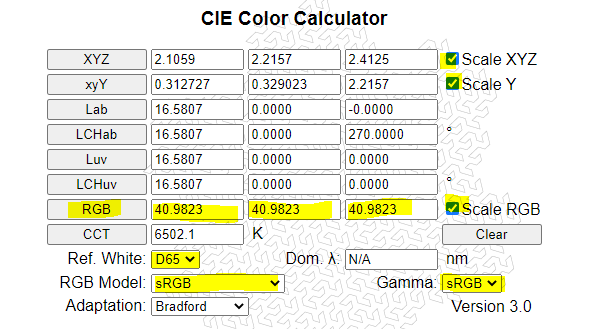 CIE Color Calculator
XYZ 2.1059 2.2157 2.4125 Scale XYZ
xyY 0.312727 0.329023 2.2157 Scale Y
Lab 16.5807 0.0000 -0.0000
LCHab 16.5807 0.0000 270.0000 °
Luv 16.5807 0.0000 0.0000
LCHuv 16.5807 0.0000 0.0000 °
RGB 40.9823 40.9823 40.9823 Scale RGB
CCT 6502.1 K Clear
Ref. White: D65 Dom. λ: N/A nm
RGB Model: sRGB Gamma: sRGB
Adaptation: Bradford Version 3.0